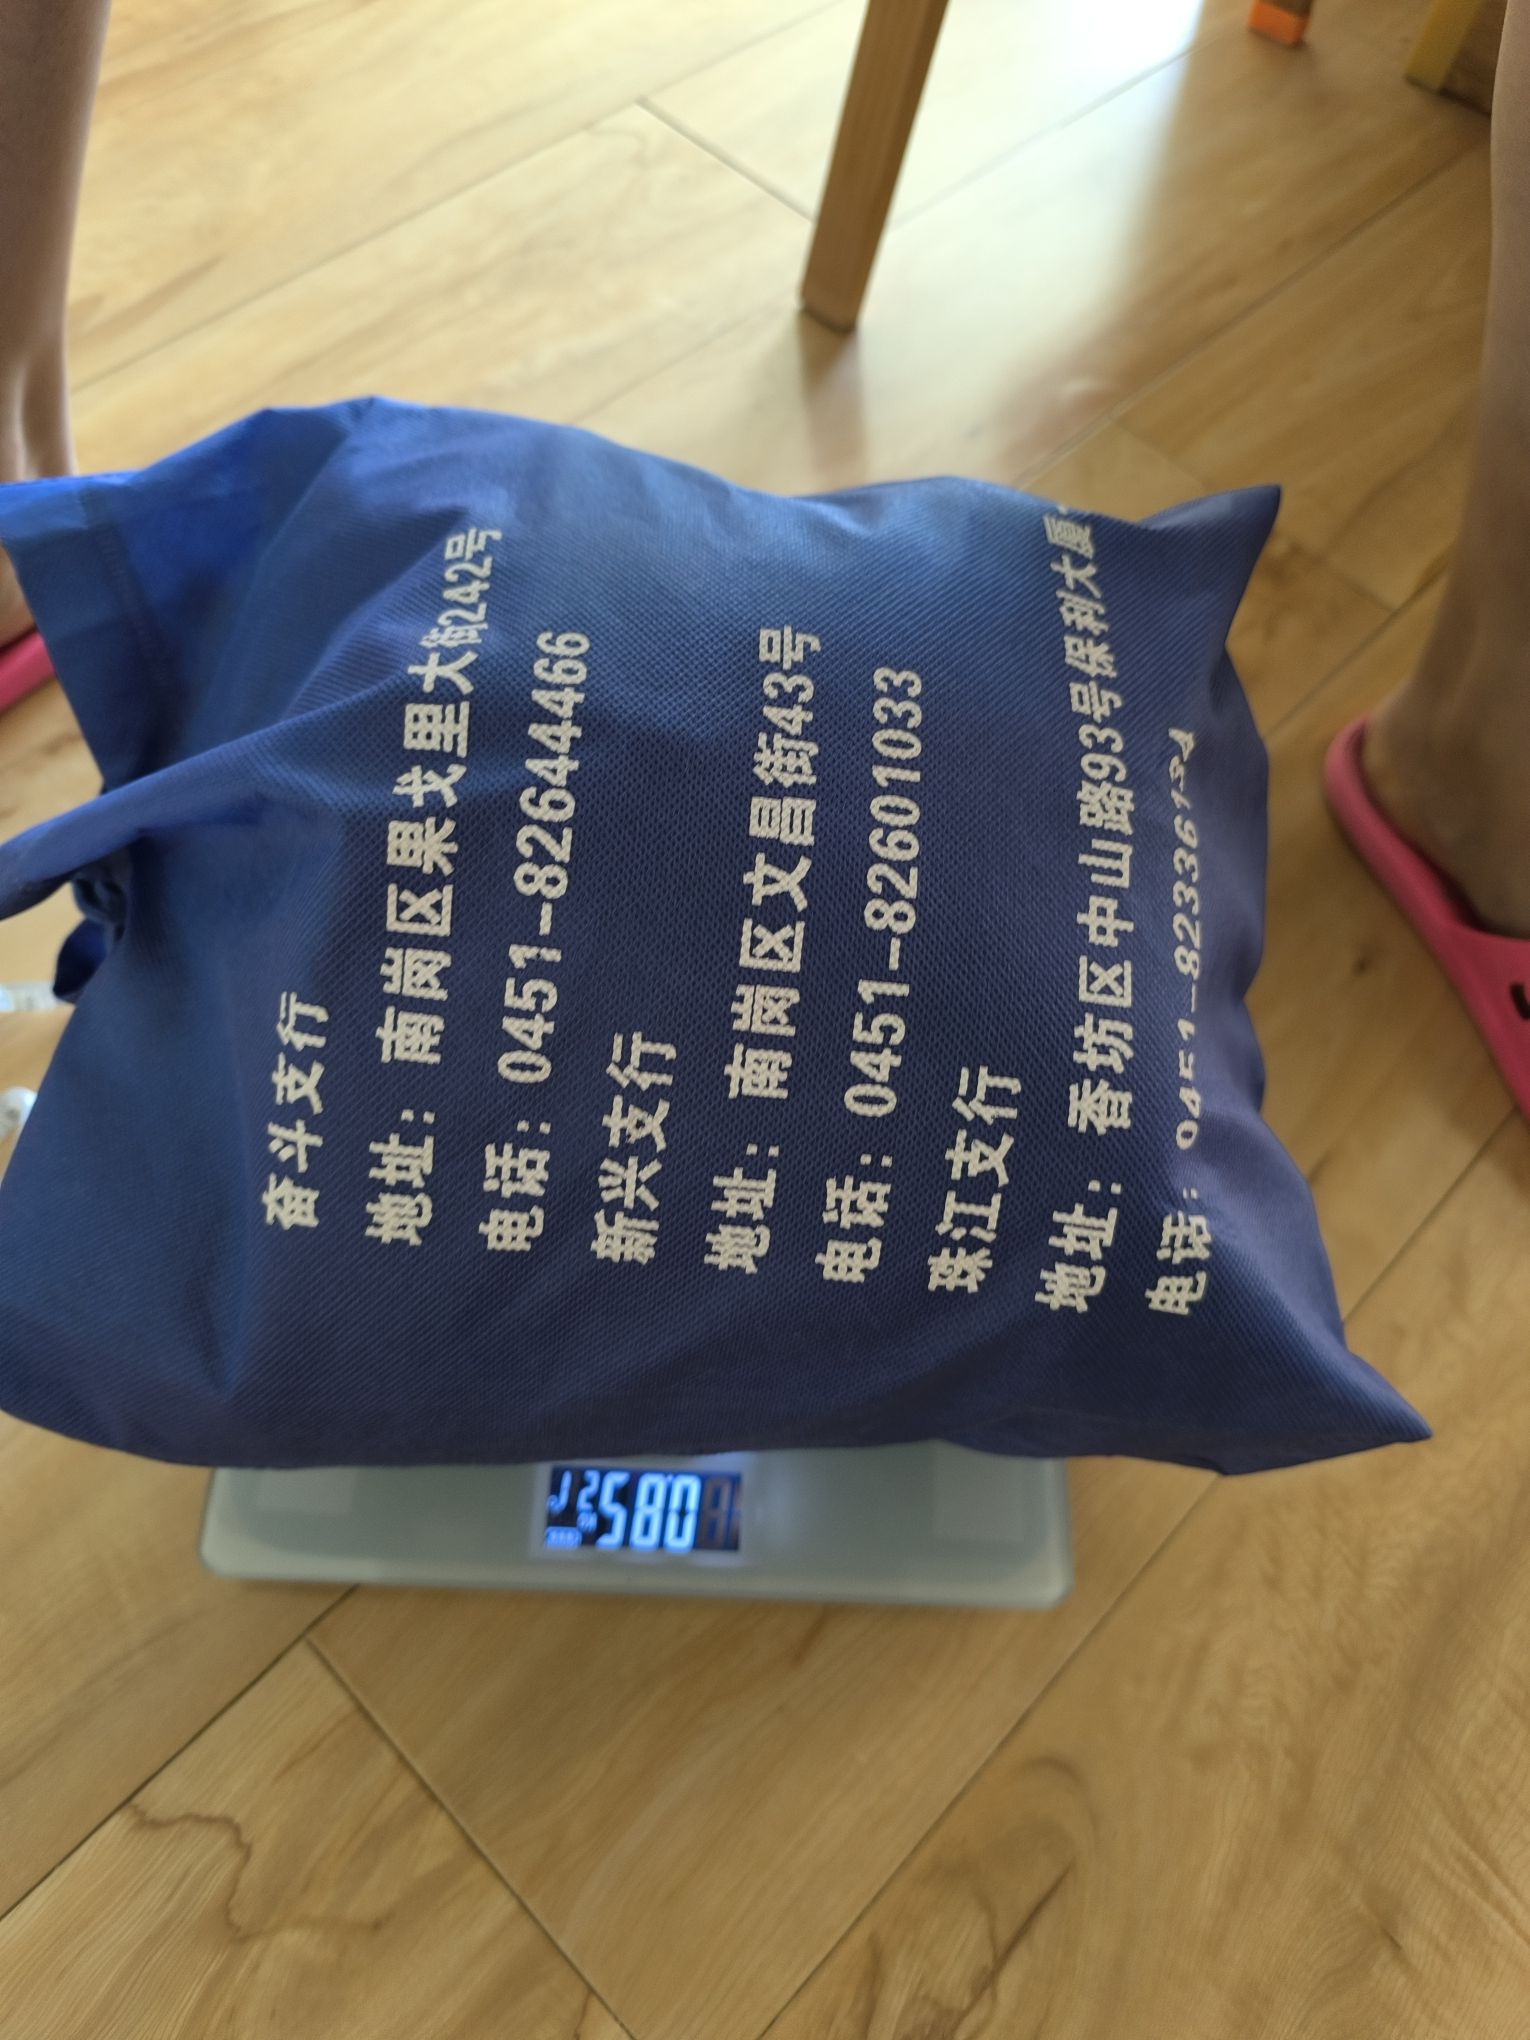 奋斗支行
地址：南岗区果戈里大街242号
电话：0451-82644466
新兴支行
地址：南岗区文昌街43号
电话：0451-82601033
珠江支行
地址：香坊区中山路93号保利大厦
电话：0451-82336134
580